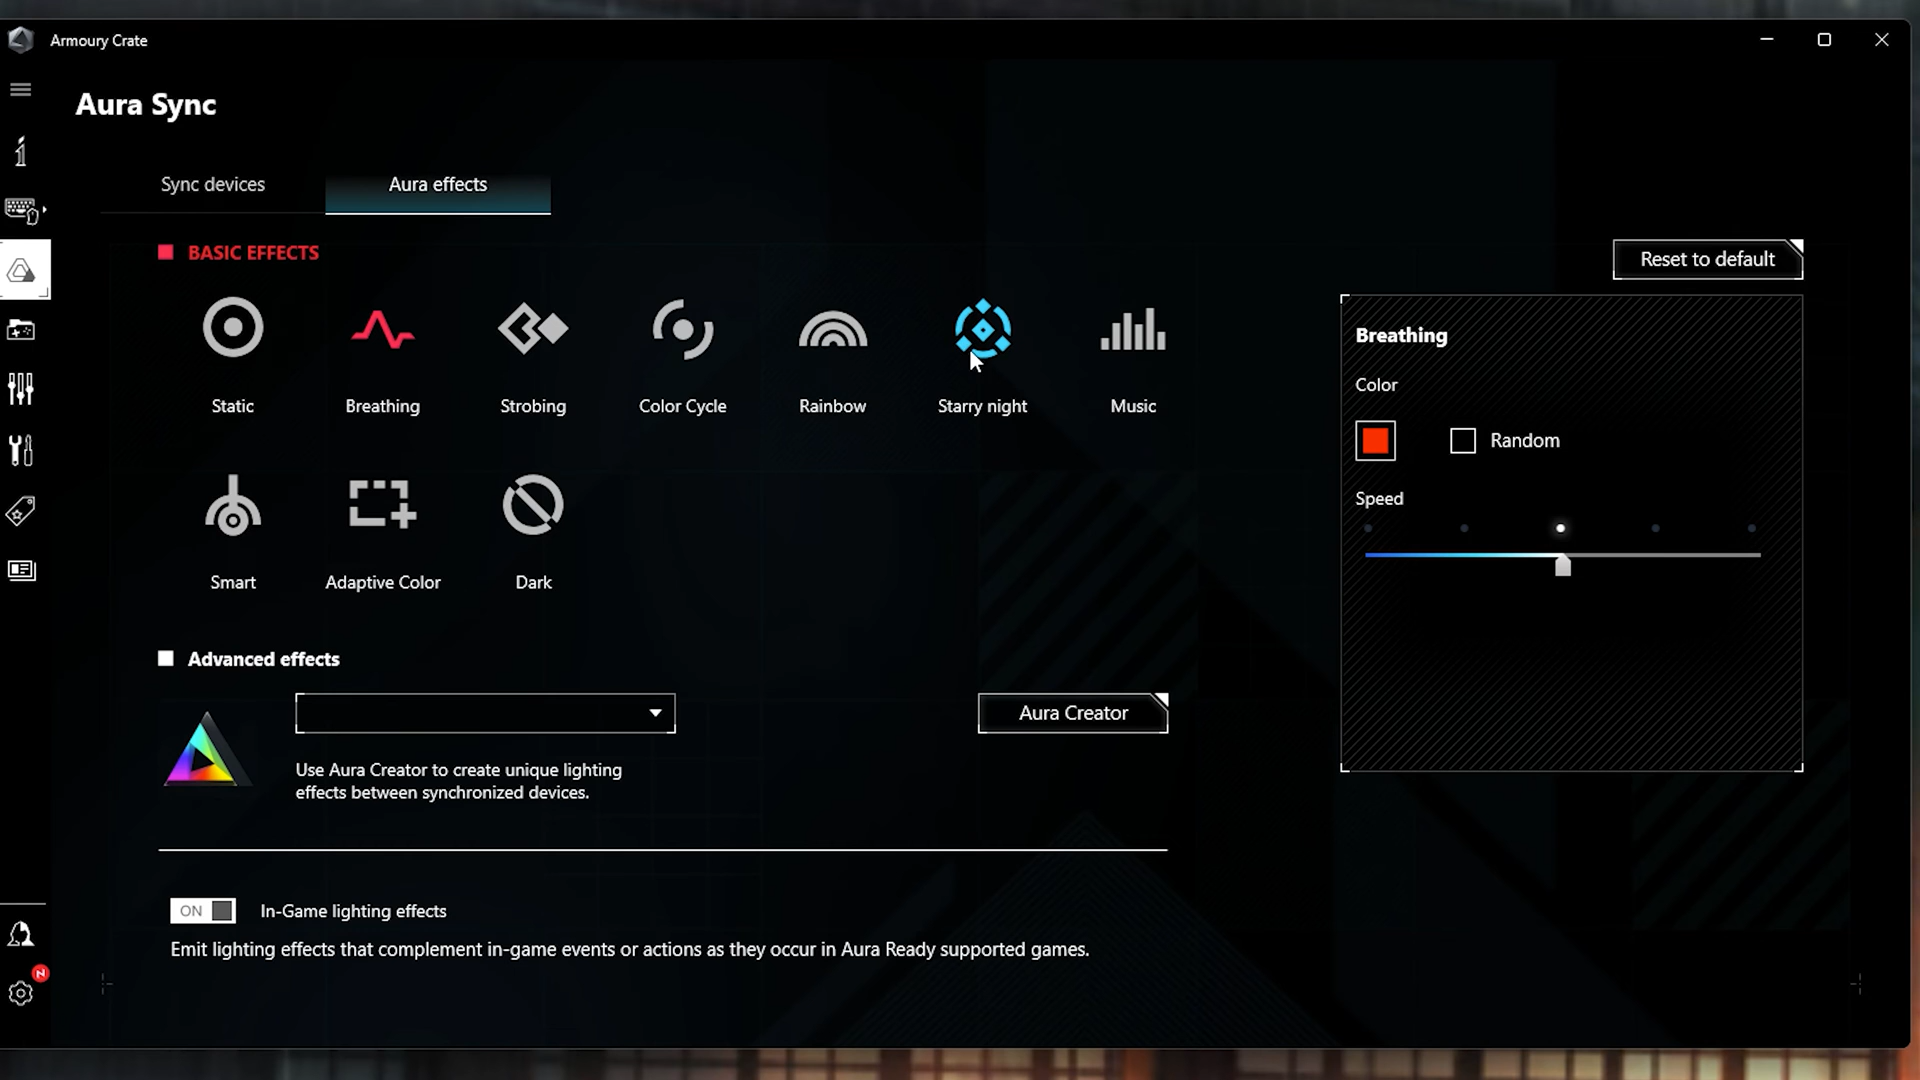 Armoury Crate
Aura Sync
Sync devices
Aura effects
BASIC EFFECTS
Reset to default
Static
Breathing
Strobing
Color Cycle
Rainbow
Starry night
Music
Smart
Adaptive Color
Dark
Breathing
Color
Random
Speed
Advanced effects
Aura Creator
Use Aura Creator to create unique lighting
effects between synchronized devices.
ON
In-Game lighting effects
Emit lighting effects that complement in-game events or actions as they occur in Aura Ready supported games.
N